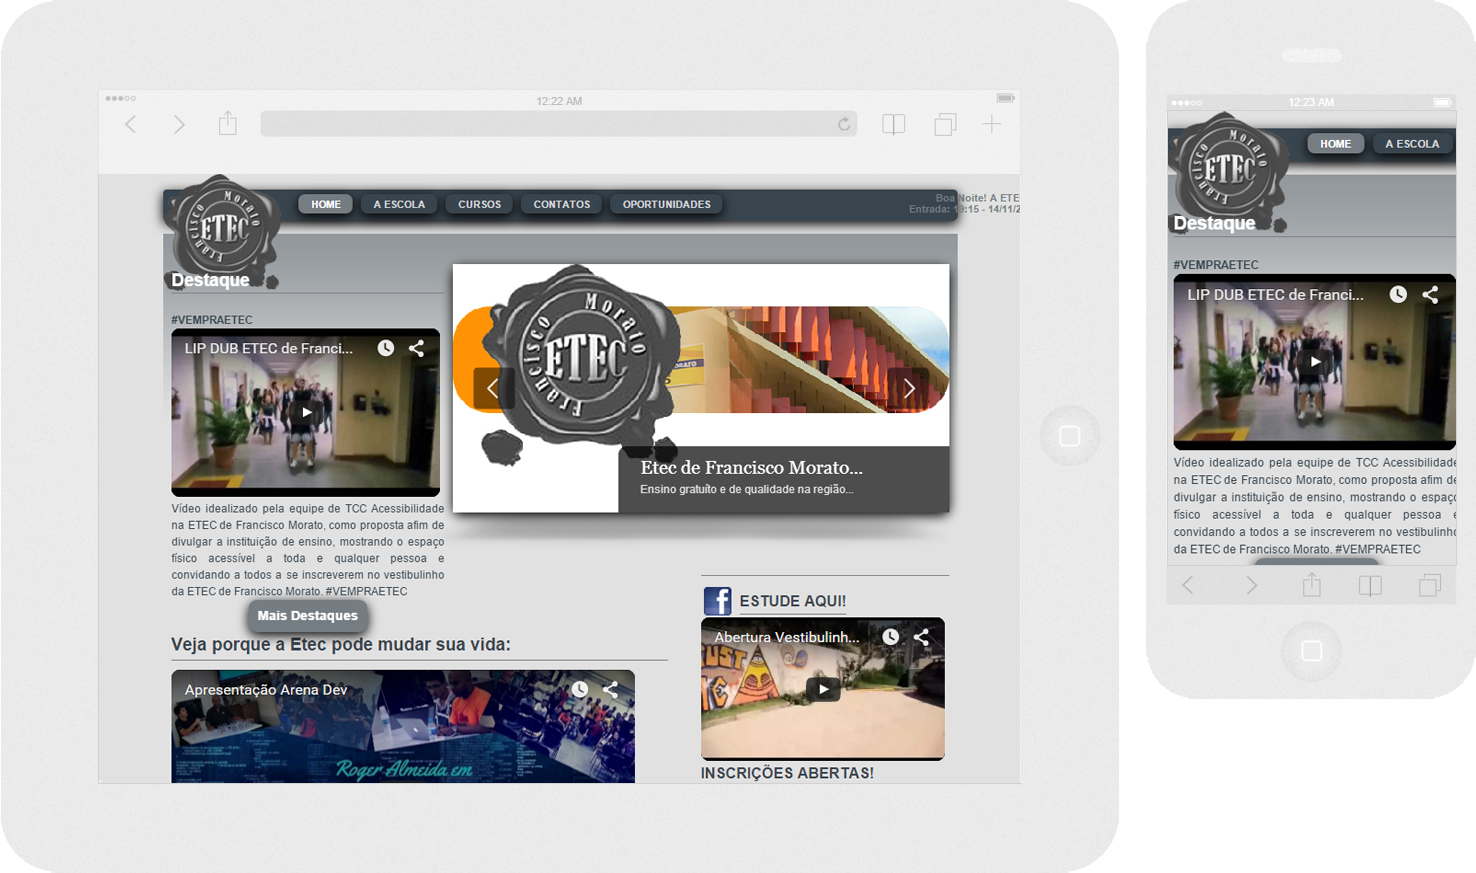 12:22 AM
HOME
A ESCOLA
CURSOS
CONTATOS
OPORTUNIDADES
Boa Noite! A ETE
Entrada: 19:15 - 14/11/2
Francisco Morato
ETEC
Destaque
#VEMPRAETEC
LIP DUB ETEC de Franci...
Vídeo idealizado pela equipe de TCC Acessibilidade
na ETEC de Francisco Morato, como proposta afim de
divulgar a instituição de ensino, mostrando o espaço
físico acessível a toda e qualquer pessoa e
convidando a todos a se inscreverem no vestibulinho
da ETEC de Francisco Morato. #VEMPRAETEC
Mais Destaques
Francisco Morato
ETEC
Etec de Francisco Morato...
Ensino gratuíto e de qualidade na região...
Veja porque a Etec pode mudar sua vida:
Apresentação Arena Dev
Roger Almeida em
ESTUDE AQUI!
Abertura Vestibulinh...
INSCRIÇÕES ABERTAS!
12:23 AM
HOME
A ESCOLA
Francisco Morato
ETEC
Destaque
#VEMPRAETEC
LIP DUB ETEC de Franci...
Vídeo idealizado pela equipe de TCC Acessibilidade
na ETEC de Francisco Morato, como proposta afim de
divulgar a instituição de ensino, mostrando o espaço
físico acessível a toda e qualquer pessoa e
convidando a todos a se inscreverem no vestibulinho
da ETEC de Francisco Morato. #VEMPRAETEC